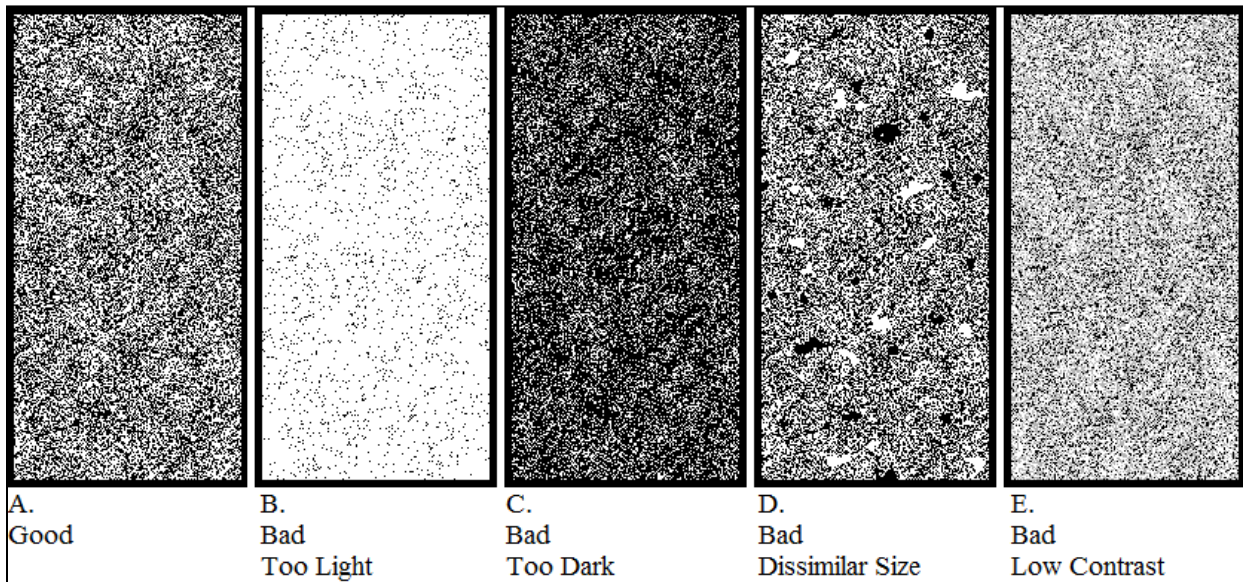 A.
Good
B.
Bad
Too Light
C.
Bad
Too Dark
D.
Bad
Dissimilar Size
E.
Bad
Low Contrast